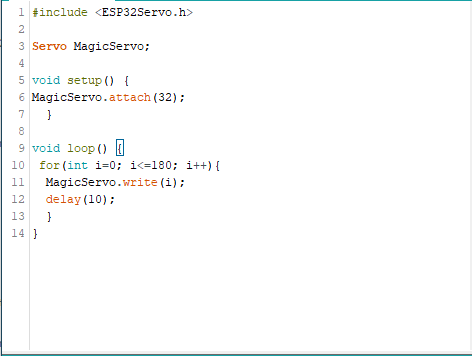 1 #include <ESP32Servo.h>
2
3 Servo MagicServo;
4
5 void setup() {
6 MagicServo.attach(32);
7   }
8
9 void loop() {
10  for(int i=0; i<=180; i++){
11   MagicServo.write(i);
12   delay(10);
13   }
14 }